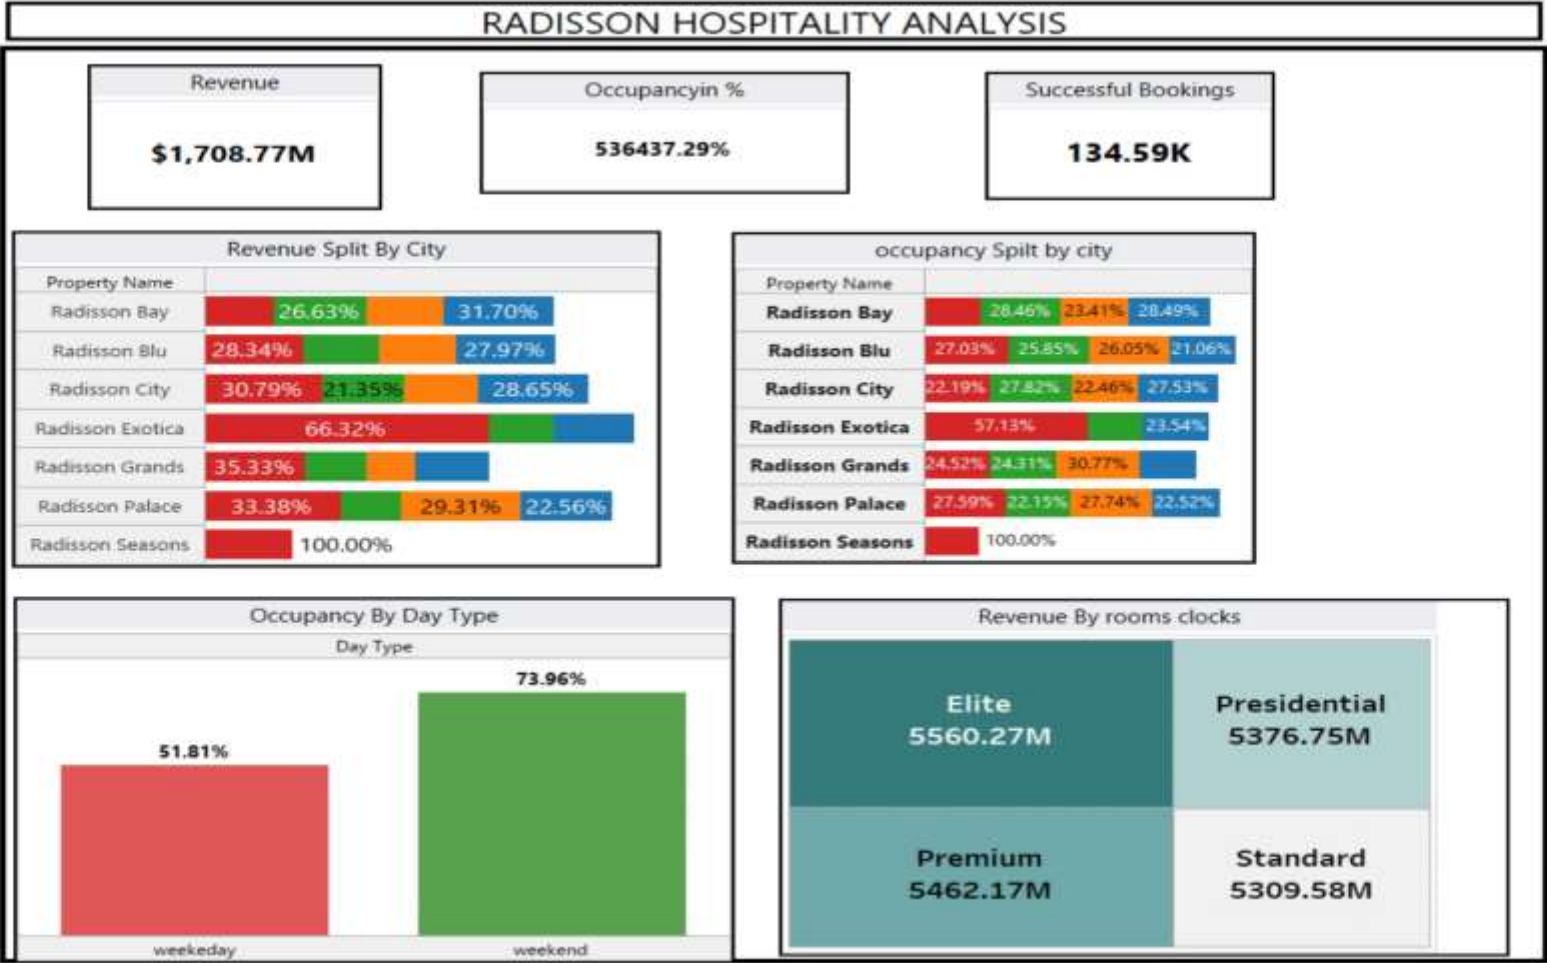 RADISSON HOSPITALITY ANALYSIS
Revenue
$1,708.77M
Occupancyin %
536437.29%
Successful Bookings
134.59K
Revenue Split By City
Property Name
Radisson Bay 26.63% 31.70%
Radisson Blu 28.34% 27.97%
Radisson City 30.79% 21.35% 28.65%
Radisson Exotica 66.32%
Radisson Grands 35.33%
Radisson Palace 33.38% 29.31% 22.56%
Radisson Seasons 100.00%
occupancy Spilt by city
Property Name
Radisson Bay 28.46% 23.41% 28.49%
Radisson Blu 27.03% 25.85% 26.05% 21.06%
Radisson City 22.19% 27.82% 22.46% 27.53%
Radisson Exotica 57.13% 23.54%
Radisson Grands 24.52% 24.31% 30.77%
Radisson Palace 27.59% 22.15% 27.74% 22.52%
Radisson Seasons 100.00%
Occupancy By Day Type
Day Type
51.81%
73.96%
weekeday
weekend
Revenue By rooms clocks
Elite
5560.27M
Presidential
5376.75M
Premium
5462.17M
Standard
5309.58M